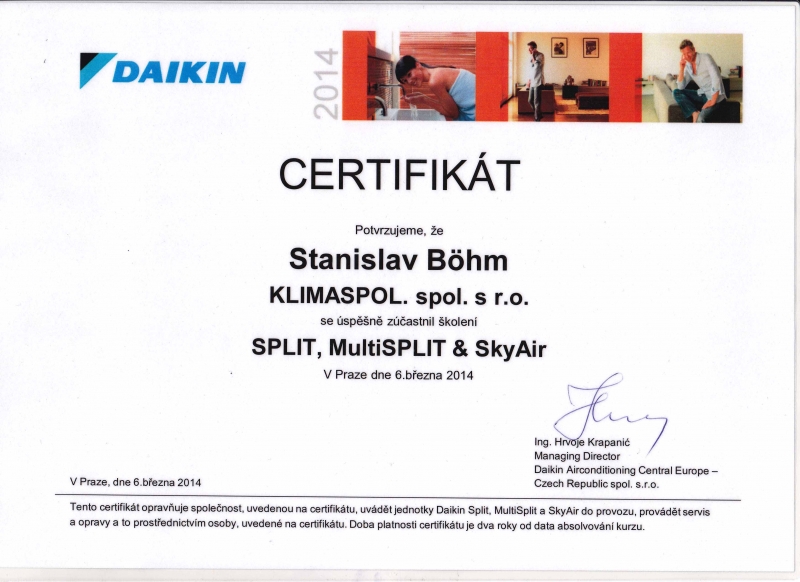 DAIKIN
2014
CERTIFIKÁT
Potvrzujeme, že
Stanislav Böhm
KLIMASPOL. spol. s r.o.
se úspěšně zúčastnil školení
SPLIT, MultiSPLIT & SkyAir
V Praze dne 6.března 2014
Ing. Hrvoje Krapanić
Managing Director
Daikin Airconditioning Central Europe –
Czech Republic spol. s.r.o.
V Praze, dne 6.března 2014
Tento certifikát opravňuje společnost, uvedenou na certifikátu, uvádět jednotky Daikin Split, MultiSplit a SkyAir do provozu, provádět servis
a opravy a to prostřednictvím osoby, uvedené na certifikátu. Doba platnosti certifikátu je dva roky od data absolvování kurzu.